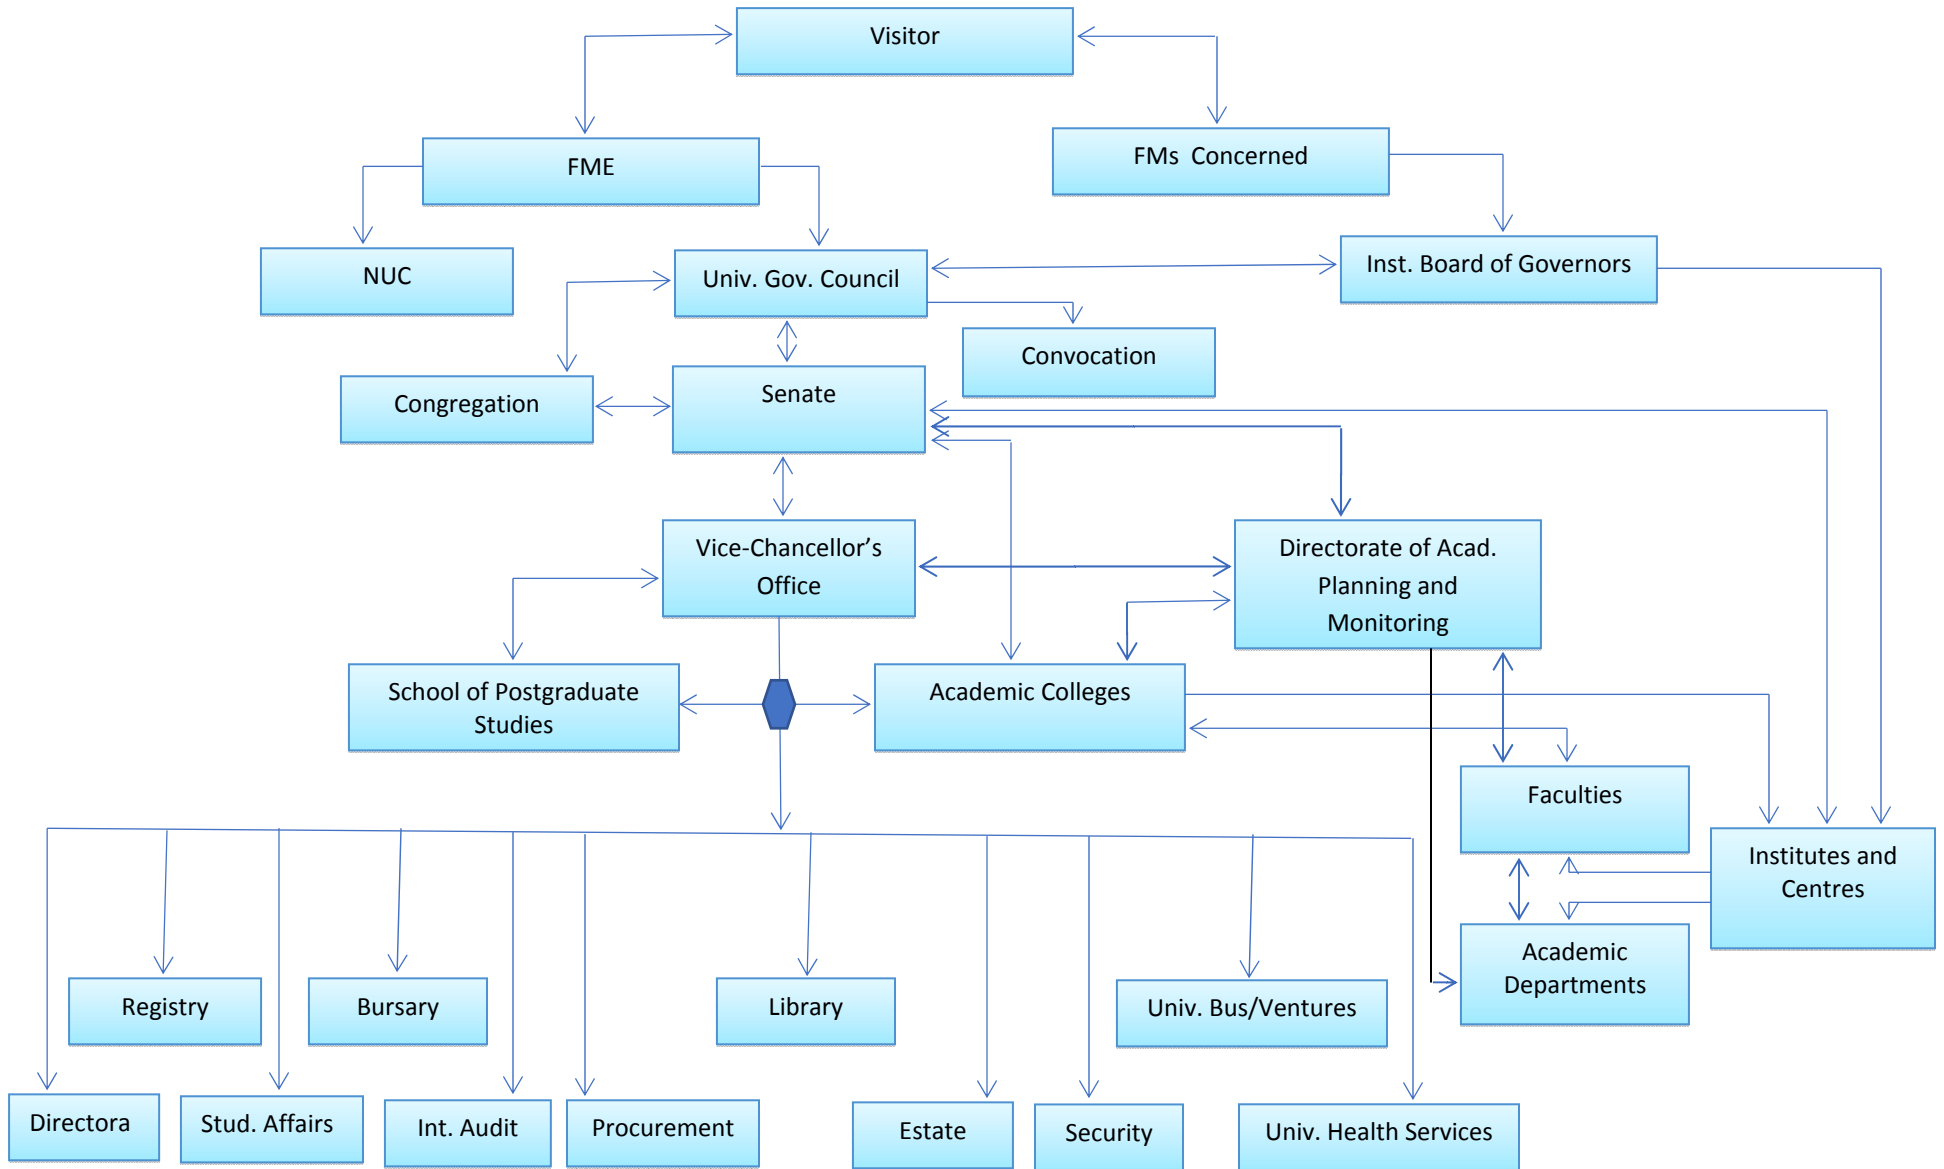 Visitor
FME
FMs Concerned
NUC
Univ. Gov. Council
Inst. Board of Governors
Convocation
Congregation
Senate
Vice-Chancellor’s
Office
Directorate of Acad.
Planning and
Monitoring
School of Postgraduate
Studies
Academic Colleges
Faculties
Institutes and
Centres
Academic
Departments
Registry
Bursary
Library
Univ. Bus/Ventures
Directora
Stud. Affairs
Int. Audit
Procurement
Estate
Security
Univ. Health Services